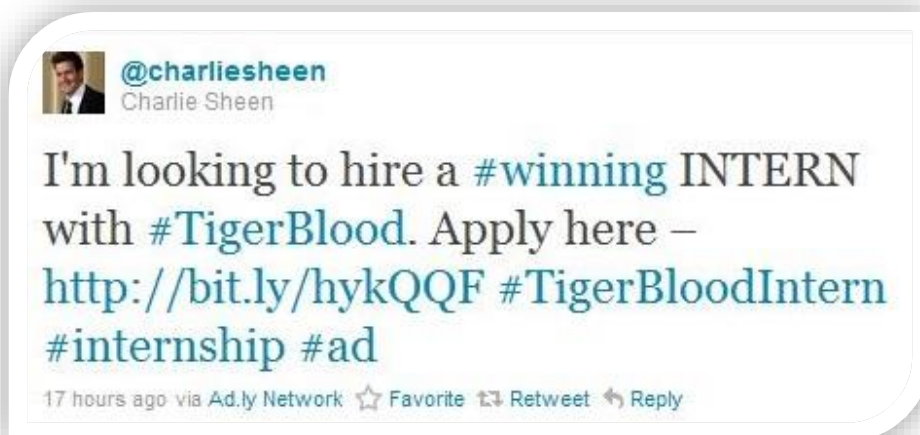 @charliesheen
Charlie Sheen
I'm looking to hire a #winning INTERN
with #TigerBlood. Apply here –
http://bit.ly/hykQQF #TigerBloodIntern
#internship #ad
17 hours ago via Ad.ly Network Favorite Retweet Reply